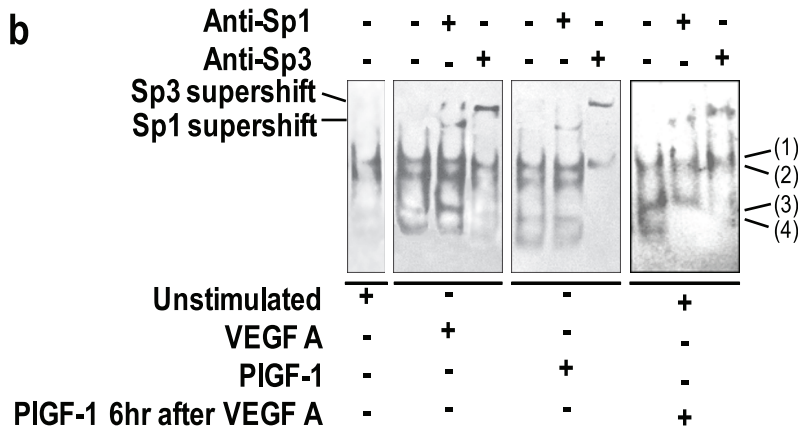 b
Anti-Sp1 - - + - - + - - + -
Anti-Sp3 - - - + - - + - - +
Sp3 supershift
Sp1 supershift
(1)
(2)
(3)
(4)
Unstimulated + - - +
VEGF A - + - -
PlGF-1 - - + -
PlGF-1 6hr after VEGF A - - - +